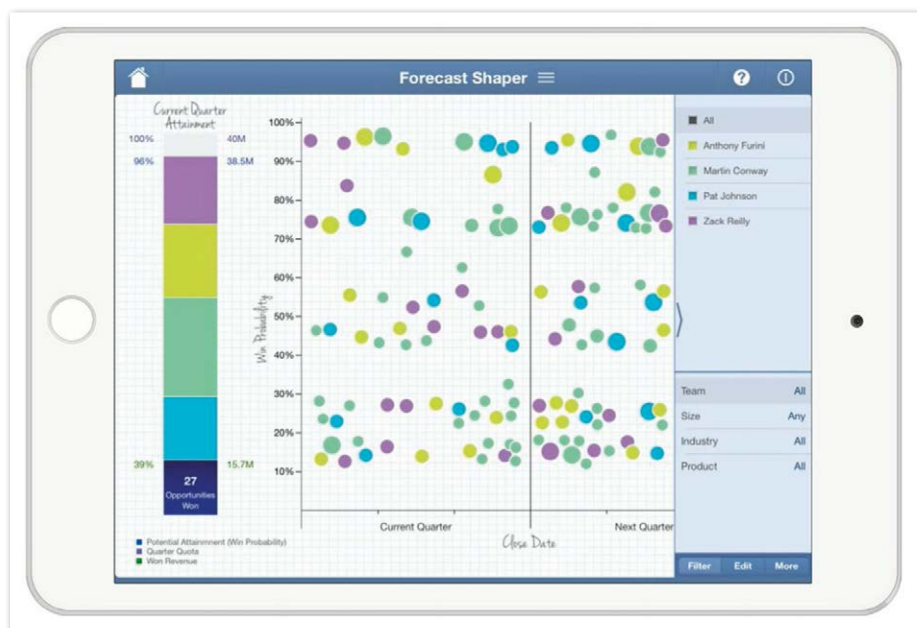 Forecast Shaper
?
Current Quarter
Attainment
100% 40M
96% 38.5M
39% 15.7M
27
Opportunities
Won
Potential Attainmnent (Win Probability)
Quarter Quota
Won Revenue
Win Probability
100%
90%
80%
70%
60%
50%
40%
30%
20%
10%
Current Quarter
Next Quarter
Close Date
All
Anthony Furini
Martin Conway
Pat Johnson
Zack Reilly
Team All
Size Any
Industry All
Product All
Filter Edit More